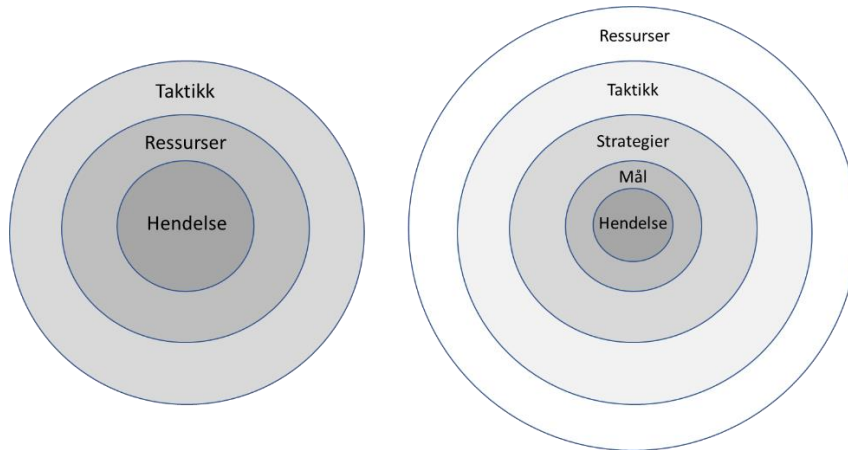 Taktikk
Ressurser
Hendelse
Ressurser
Taktikk
Strategier
Mål
Hendelse